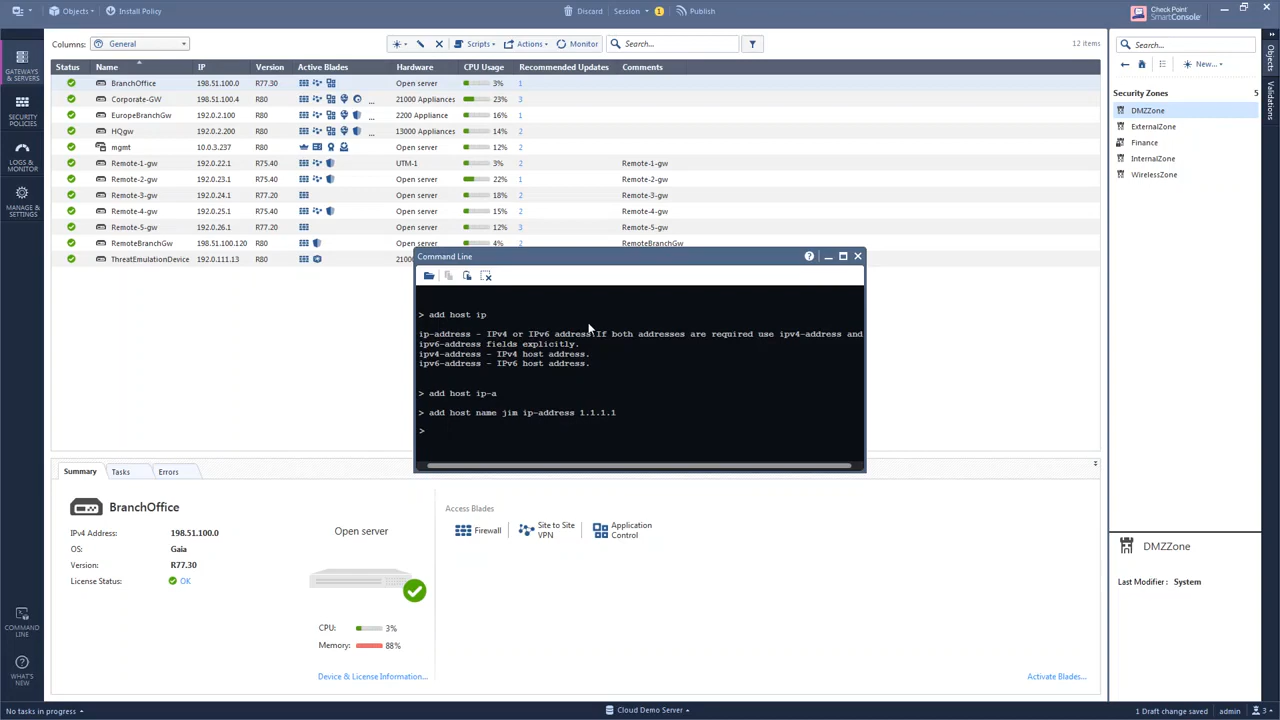 Objects
Install Policy
Discard
Session
1
Publish
Check Point
SmartConsole
GATEWAYS
& SERVERS
SECURITY
POLICIES
LOGS &
MONITOR
MANAGE &
SETTINGS
COMMAND
LINE
WHAT'S
NEW
Columns:
General
Scripts
Actions
Monitor
Search...
12 items
Status Name IP Version Active Blades Hardware CPU Usage Recommended Updates Comments
BranchOffice 198.51.100.0 R77.30 Open server 3% 1
Corporate-GW 198.51.100.4 R80 ... 21000 Appliances 23% 3
EuropeBranchGw 192.0.2.100 R80 2200 Appliance 16% 1
HQgw 192.0.2.200 R80 ... 13000 Appliances 14% 2
mgmt 10.0.3.237 R80 Open server 12% 2
Remote-1-gw 192.0.22.1 R75.40 UTM-1 3% 2 Remote-1-gw
Remote-2-gw 192.0.23.1 R75.40 Open server 22% 1 Remote-2-gw
Remote-3-gw 192.0.24.1 R77.20 Open server 18% 2 Remote-3-gw
Remote-4-gw 192.0.25.1 R75.40 Open server 15% 2 Remote-4-gw
Remote-5-gw 192.0.26.1 R77.20 Open server 12% 3 Remote-5-gw
RemoteBranchGw 198.51.100.120 R80 Open server 4% 2 RemoteBranchGw
ThreatEmulationDevice 192.0.111.13 R80
Command Line
> add host ip
ip-address - IPv4 or IPv6 address If both addresses are required use ipv4-address and
ipv6-address fields explicitly.
ipv4-address - IPv4 host address.
ipv6-address - IPv6 host address.
> add host ip-a
> add host name jim ip-address 1.1.1.1
>
Summary
Tasks
Errors
BranchOffice
IPv4 Address: 198.51.100.0
OS: Gaia
Version: R77.30
License Status: OK
Open server
CPU: 3%
Memory: 88%
Device & License Information...
Access Blades
Firewall
Site to Site
VPN
Application
Control
Activate Blades...
Search...
New...
Security Zones 5
DMZZone
ExternalZone
Finance
InternalZone
WirelessZone
DMZZone
Last Modifier : System
Objects
Validations
No tasks in progress
Cloud Demo Server
1 Draft change saved
admin
3